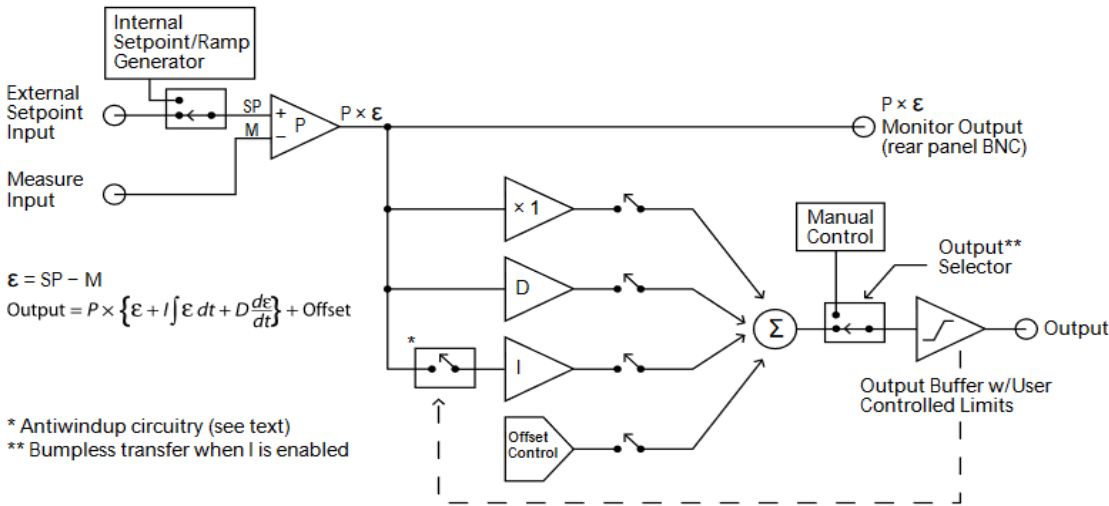 Internal
Setpoint/Ramp
Generator
External
Setpoint
Input
SP
+
P
M
−
P × ε
P × ε
Monitor Output
(rear panel BNC)
Measure
Input
× 1
Manual
Control
Output**
Selector
ε = SP − M
D
Output = P × {ε + I∫ε dt + D dε/dt} + Offset
Σ
Output
*
I
Output Buffer w/User
Controlled Limits
* Antiwindup circuitry (see text)
** Bumpless transfer when I is enabled
Offset
Control